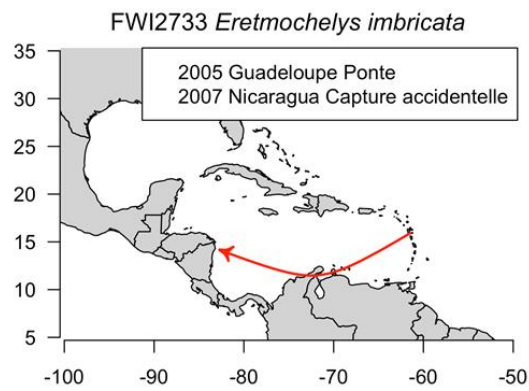 FWI2733 Eretmochelys imbricata
2005 Guadeloupe Ponte
2007 Nicaragua Capture accidentelle
35
30
25
20
15
10
5
-100 -90 -80 -70 -60 -50